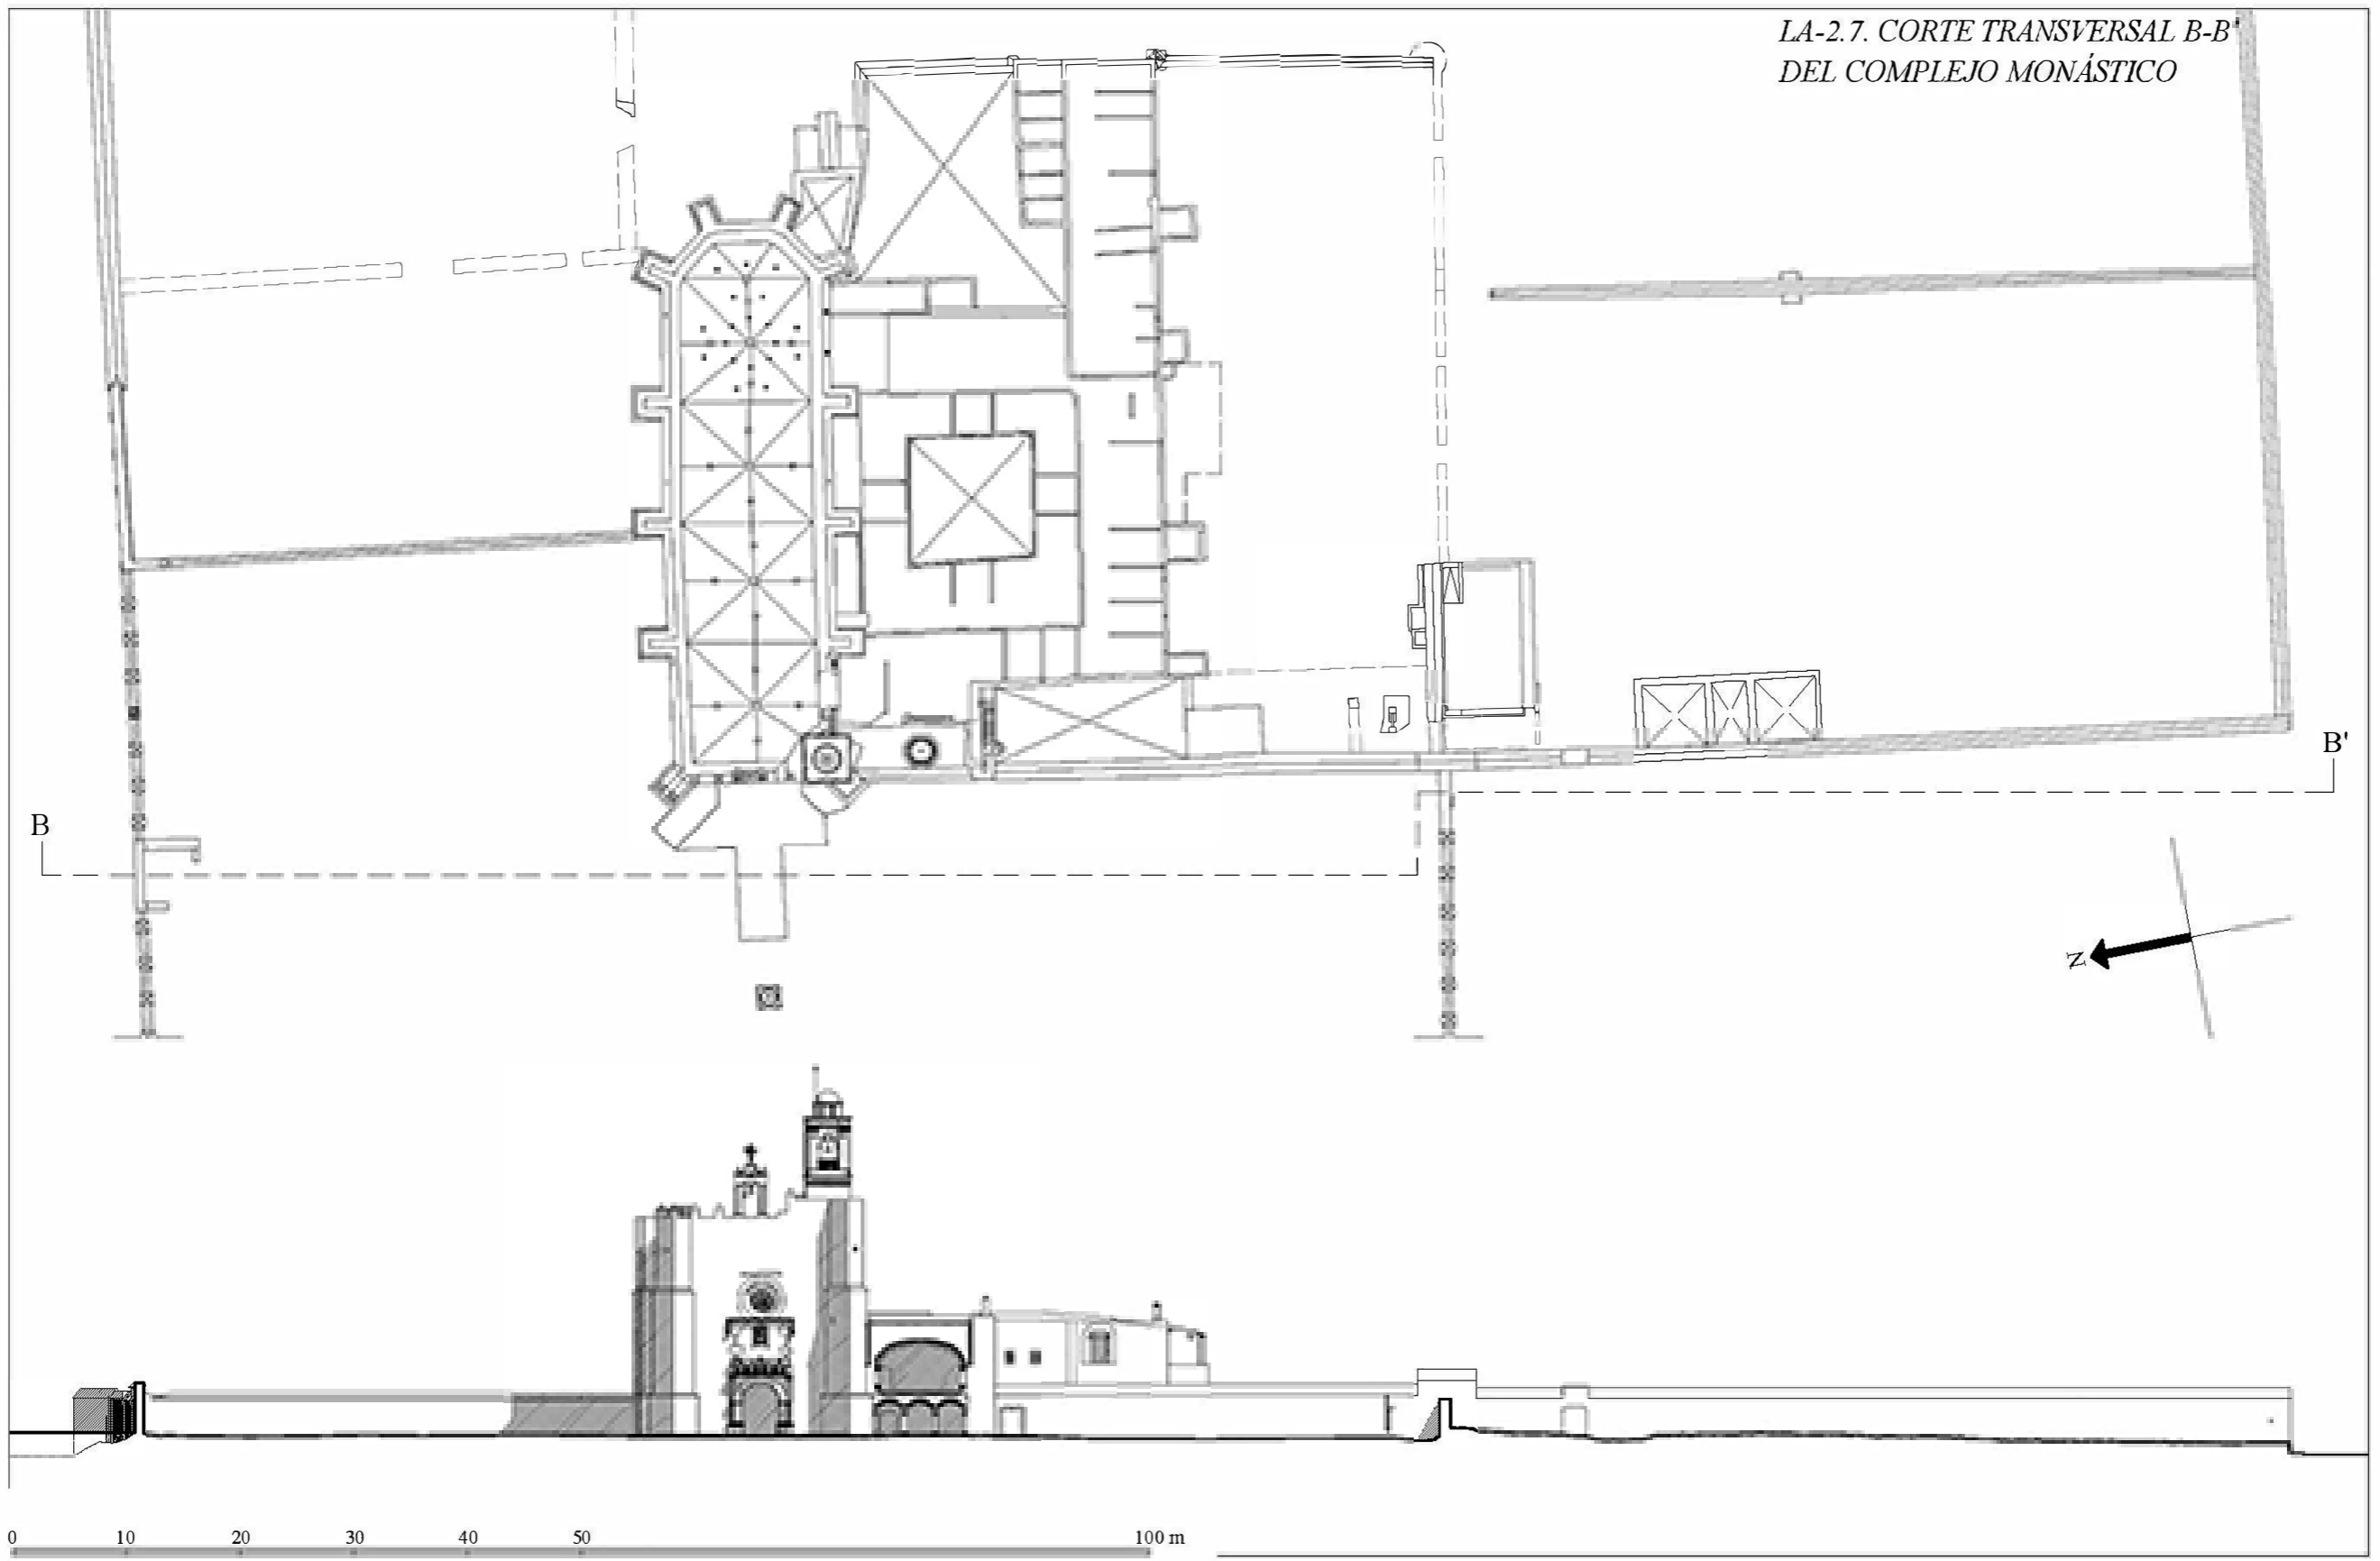 LA-2.7. CORTE TRANSVERSAL B-B'
DEL COMPLEJO MONÁSTICO
B'
B
N
0 10 20 30 40 50 100 m